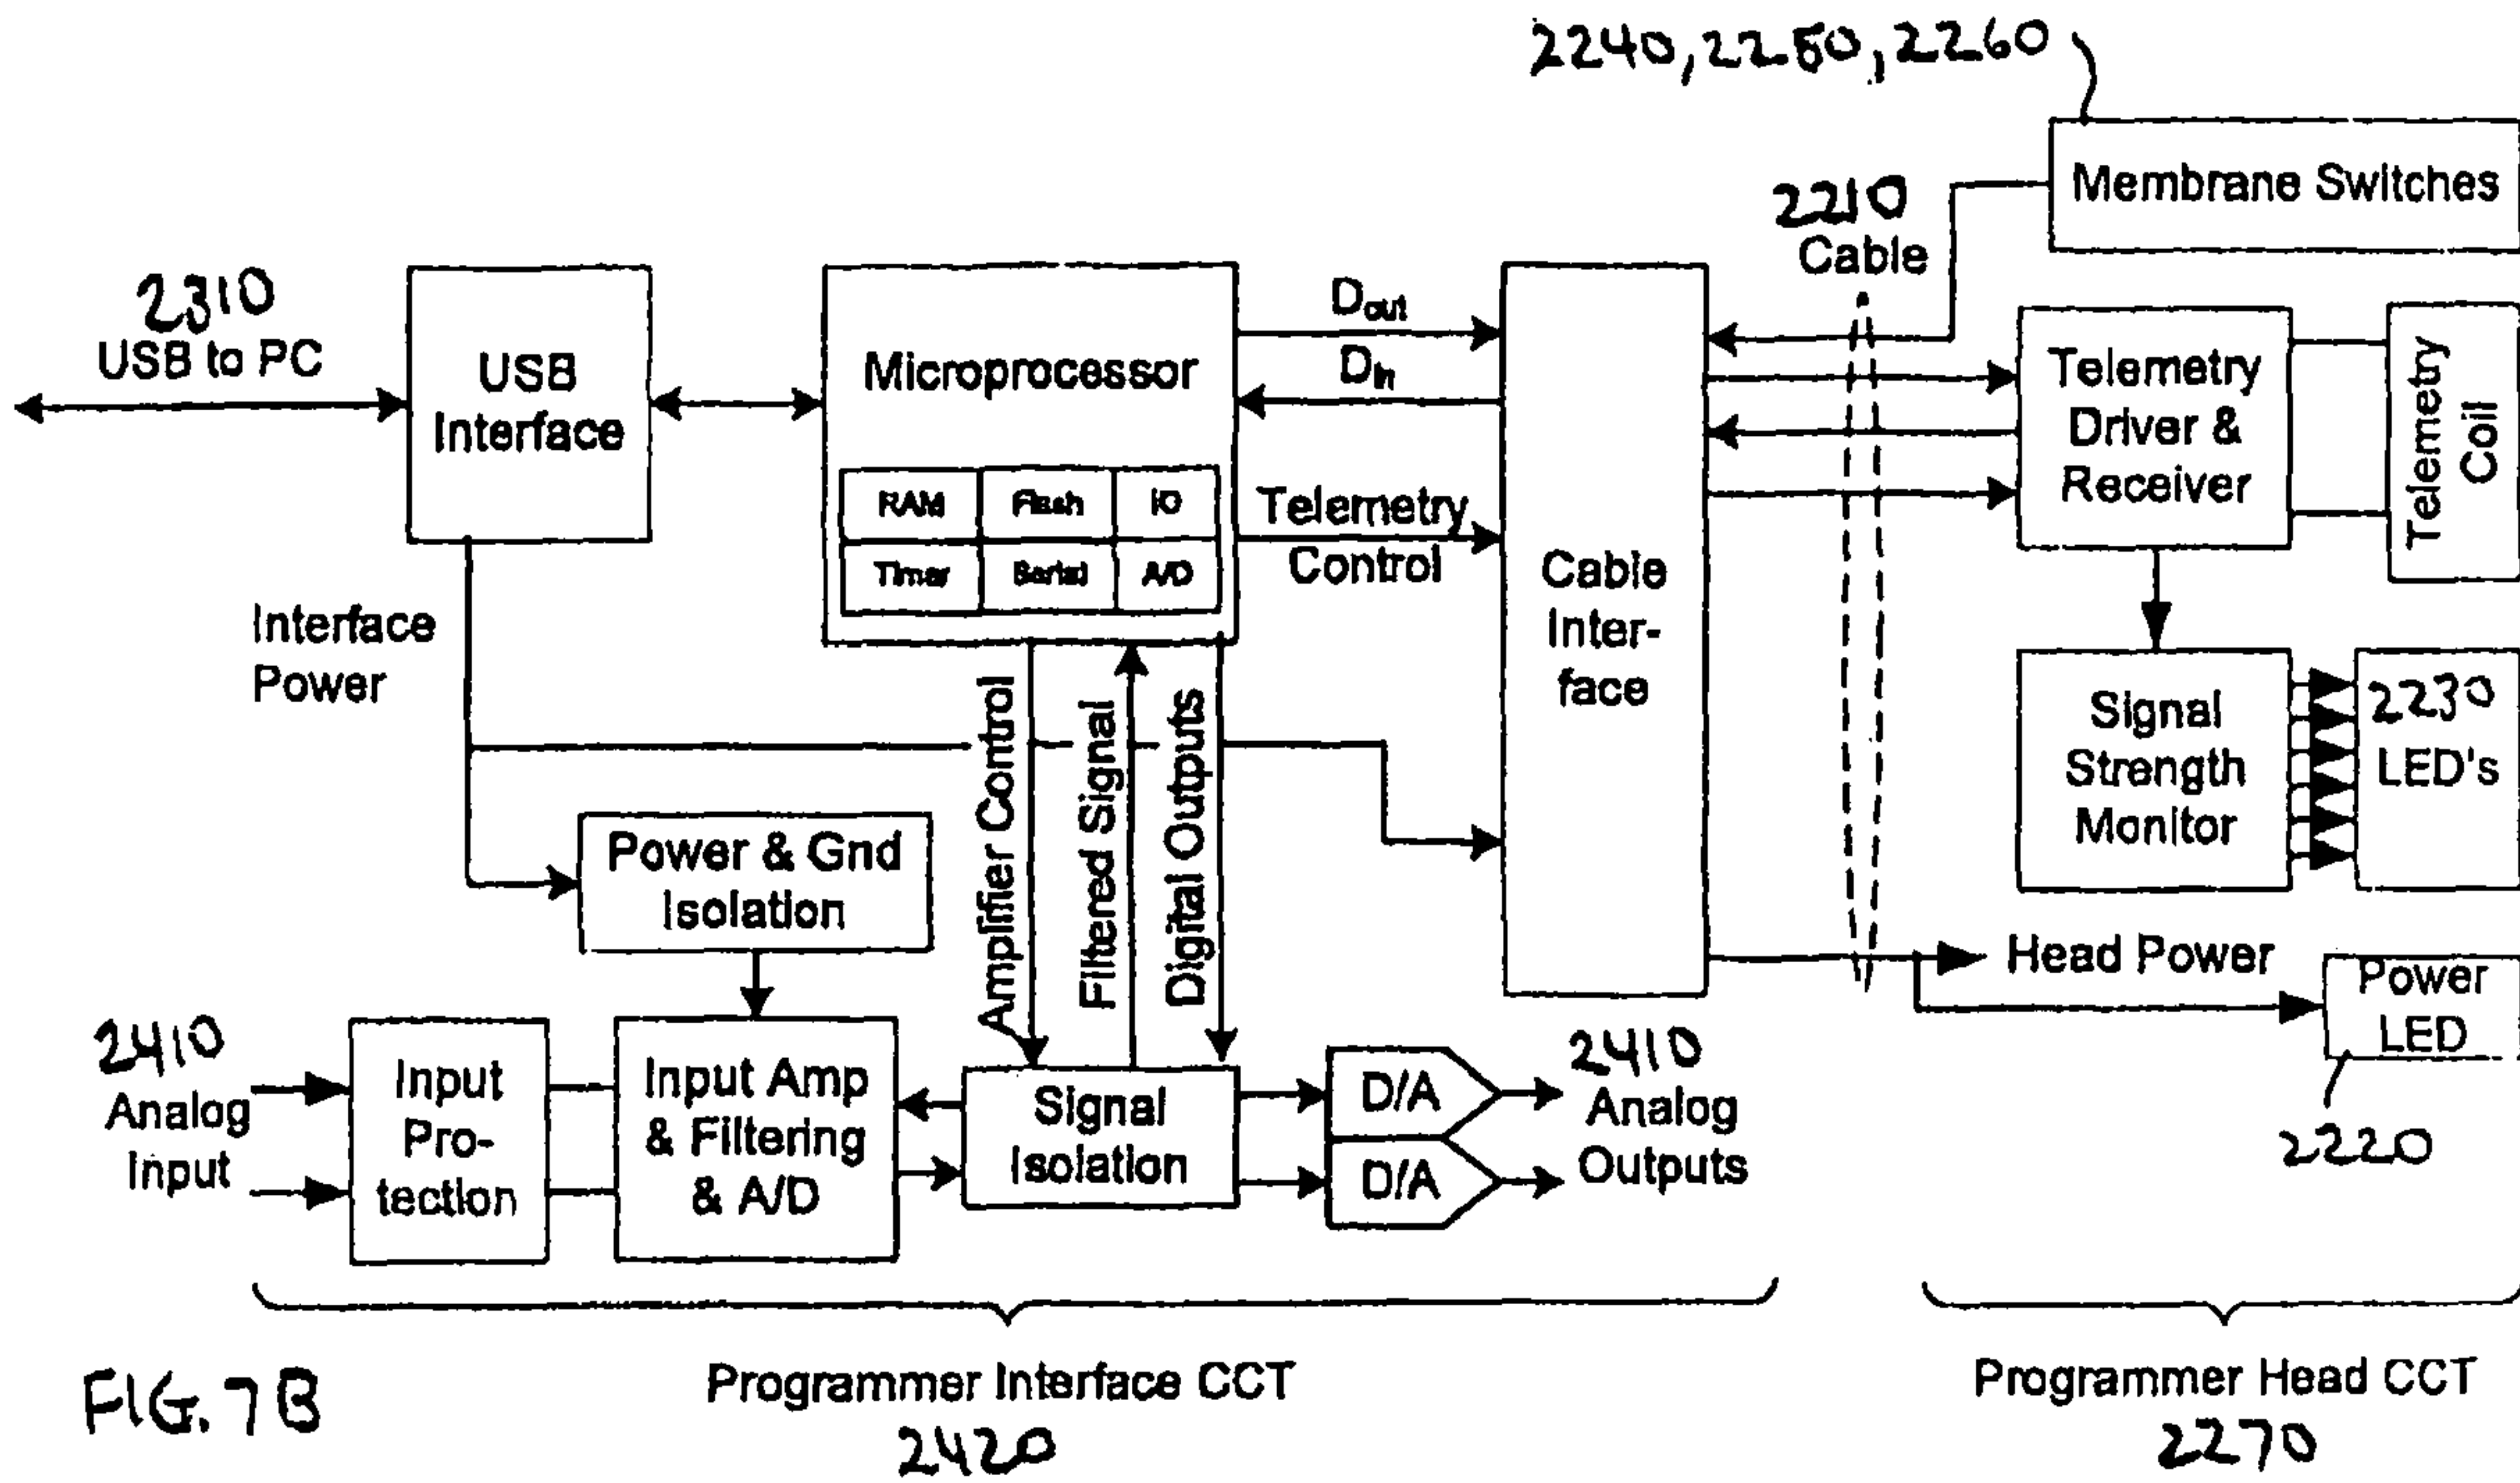 2240, 2250, 2260
Membrane Switches
2210
Cable
2310
USB to PC
USB
Interface
Microprocessor
RAM
Flash
IO
Timer
Serial
A/D
Dout
Din
Telemetry
Control
Cable
Inter-
face
Telemetry
Driver &
Receiver
Telemetry
Coil
Interface
Power
Signal
Strength
Monitor
2230
LED's
Amplifier Control
Filtered Signal
Digital Outputs
Power & Gnd
Isolation
Head Power
Power
LED
2220
2410
Analog
Input
Input
Pro-
tection
Input Amp
& Filtering
& A/D
Signal
Isolation
D/A
D/A
2410
Analog
Outputs
Programmer Interface CCT
2420
Programmer Head CCT
2270
FIG. 7B